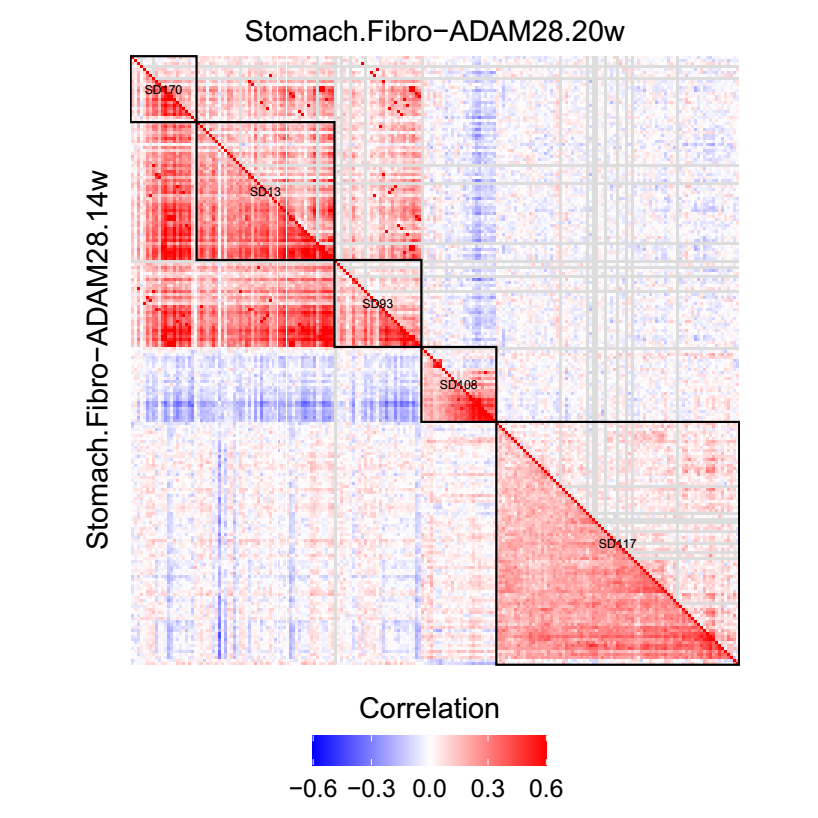 Stomach.Fibro−ADAM28.20w
Stomach.Fibro−ADAM28.14w
SD170
SD13
SD93
SD108
SD117
Correlation
−0.6 −0.3 0.0 0.3 0.6